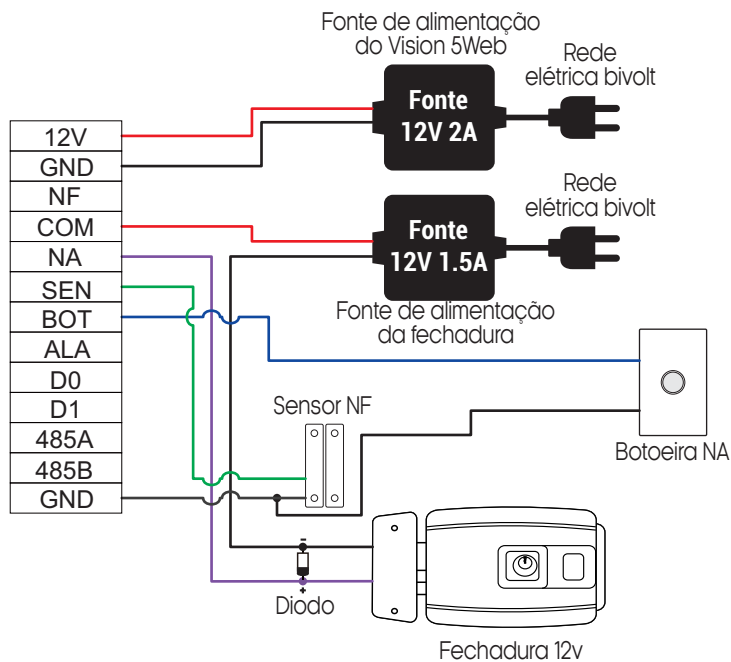 Fonte de alimentação
do Vision 5Web
Rede
elétrica bivolt
Fonte
12V 2A
12V
GND
NF
COM
NA
SEN
BOT
ALA
D0
D1
485A
485B
GND
Rede
elétrica bivolt
Fonte
12V 1.5A
Fonte de alimentação
da fechadura
Sensor NF
Botoeira NA
-
+
Diodo
Fechadura 12v